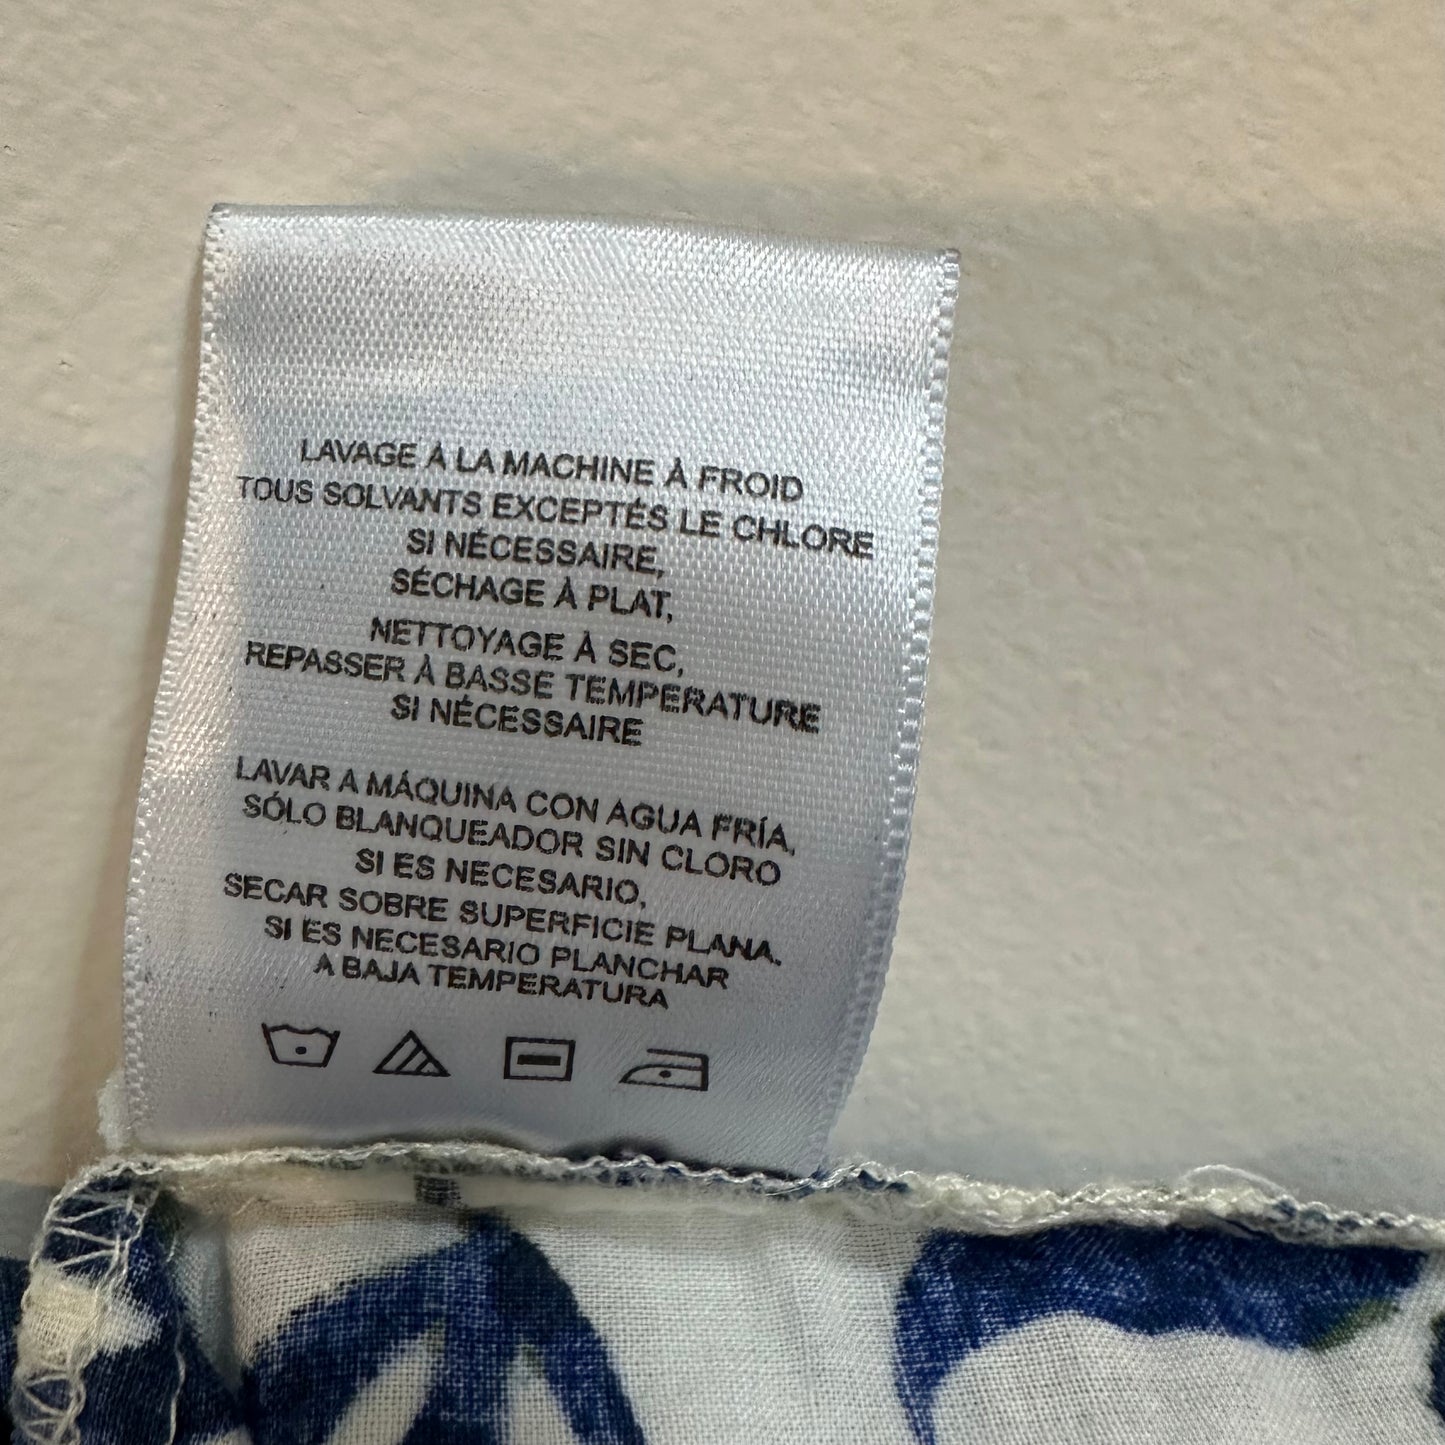 LAVAGE À LA MACHINE À FROID
TOUS SOLVANTS EXCEPTÉS LE CHLORE
SI NÉCESSAIRE,
SÉCHAGE À PLAT,
NETTOYAGE À SEC,
REPASSER À BASSE TEMPERATURE
SI NÉCESSAIRE
LAVAR A MÁQUINA CON AGUA FRÍA,
SÓLO BLANQUEADOR SIN CLORO
SI ES NECESARIO,
SECAR SOBRE SUPERFICIE PLANA.
SI ES NECESARIO PLANCHAR
A BAJA TEMPERATURA